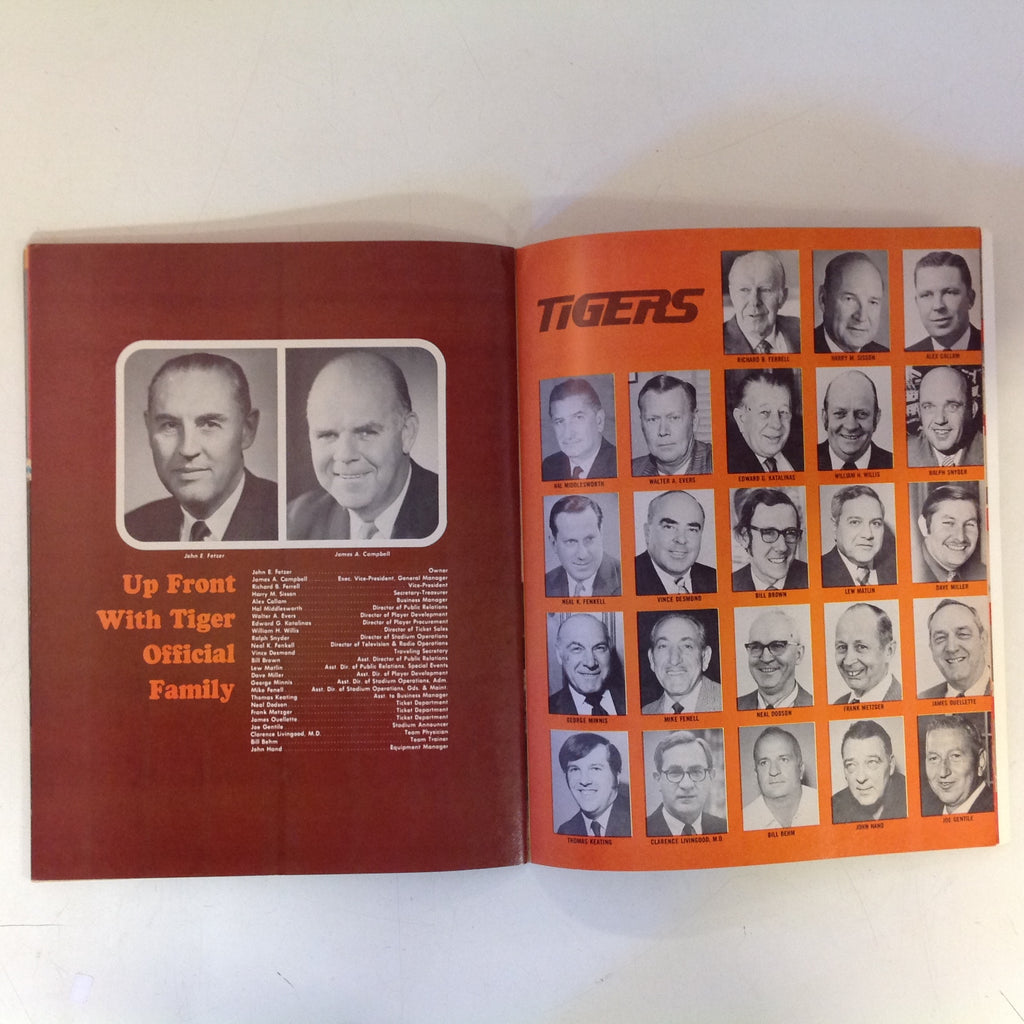 John E. Fetzer
James A. Campbell
Up Front
With Tiger
Official
Family
John E. Fetzer Owner
James A. Campbell Exec. Vice-President, General Manager
Richard B. Ferrell Vice-President
Harry M. Sisson Secretary-Treasurer
Alex Callam Business Manager
Hal Middlesworth Director of Public Relations
Walter A. Evers Director of Player Development
Edward G. Katalinas Director of Player Procurement
William H. Willis Director of Ticket Sales
Ralph Snyder Director of Stadium Operations
Neal K. Fenkell Director of Television & Radio Operations
Vince Desmond Traveling Secretary
Bill Brown Asst. Director of Public Relations
Lew Matlin Asst. Dir. of Public Relations, Special Events
Dave Miller Asst. Dir. of Player Development
George Minnis Asst. Dir. of Stadium Operations, Adm.
Mike Fenell Asst. Dir. of Stadium Operations, Gds. & Maint.
Thomas Keating Asst. to Business Manager
Neal Dodson Ticket Department
Frank Metzger Ticket Department
James Ouellette Ticket Department
Joe Gentile Stadium Announcer
Clarence Livingood, M.D. Team Physician
Bill Behm Team Trainer
John Hand Equipment Manager
TIGERS
RICHARD B. FERRELL
HARRY M. SISSON
ALEX CALLAM
HAL MIDDLESWORTH
WALTER A. EVERS
EDWARD G. KATALINAS
WILLIAM H. WILLIS
RALPH SNYDER
NEAL K. FENKELL
VINCE DESMOND
BILL BROWN
LEW MATLIN
DAVE MILLER
GEORGE MINNIS
MIKE FENELL
NEAL DODSON
FRANK METZGER
JAMES OUELLETTE
THOMAS KEATING
CLARENCE LIVINGOOD, M.D.
BILL BEHM
JOHN HAND
JOE GENTILE